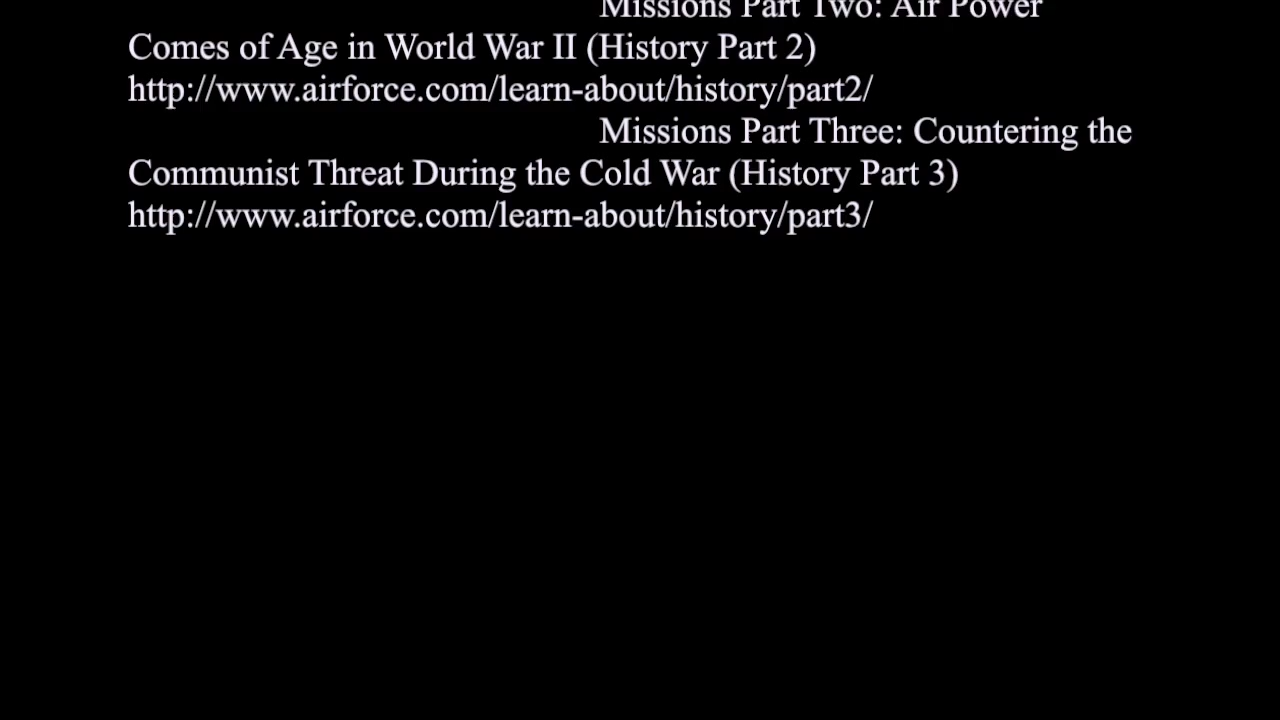 Missions Part Two: Air Power
Comes of Age in World War II (History Part 2)
http://www.airforce.com/learn-about/history/part2/
Missions Part Three: Countering the
Communist Threat During the Cold War (History Part 3)
http://www.airforce.com/learn-about/history/part3/